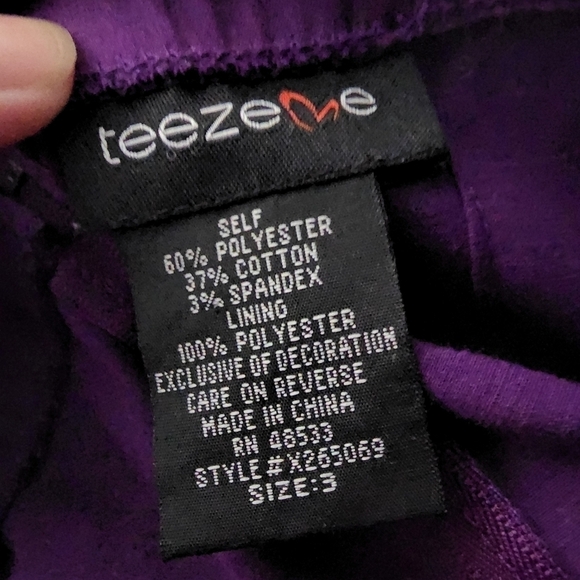 teezeMe
SELF
60% POLYESTER
37% COTTON
3% SPANDEX
LINING
100% POLYESTER
EXCLUSIVE OF DECORATION
CARE ON REVERSE
MADE IN CHINA
RN 48533
STYLE#X265069
SIZE:3